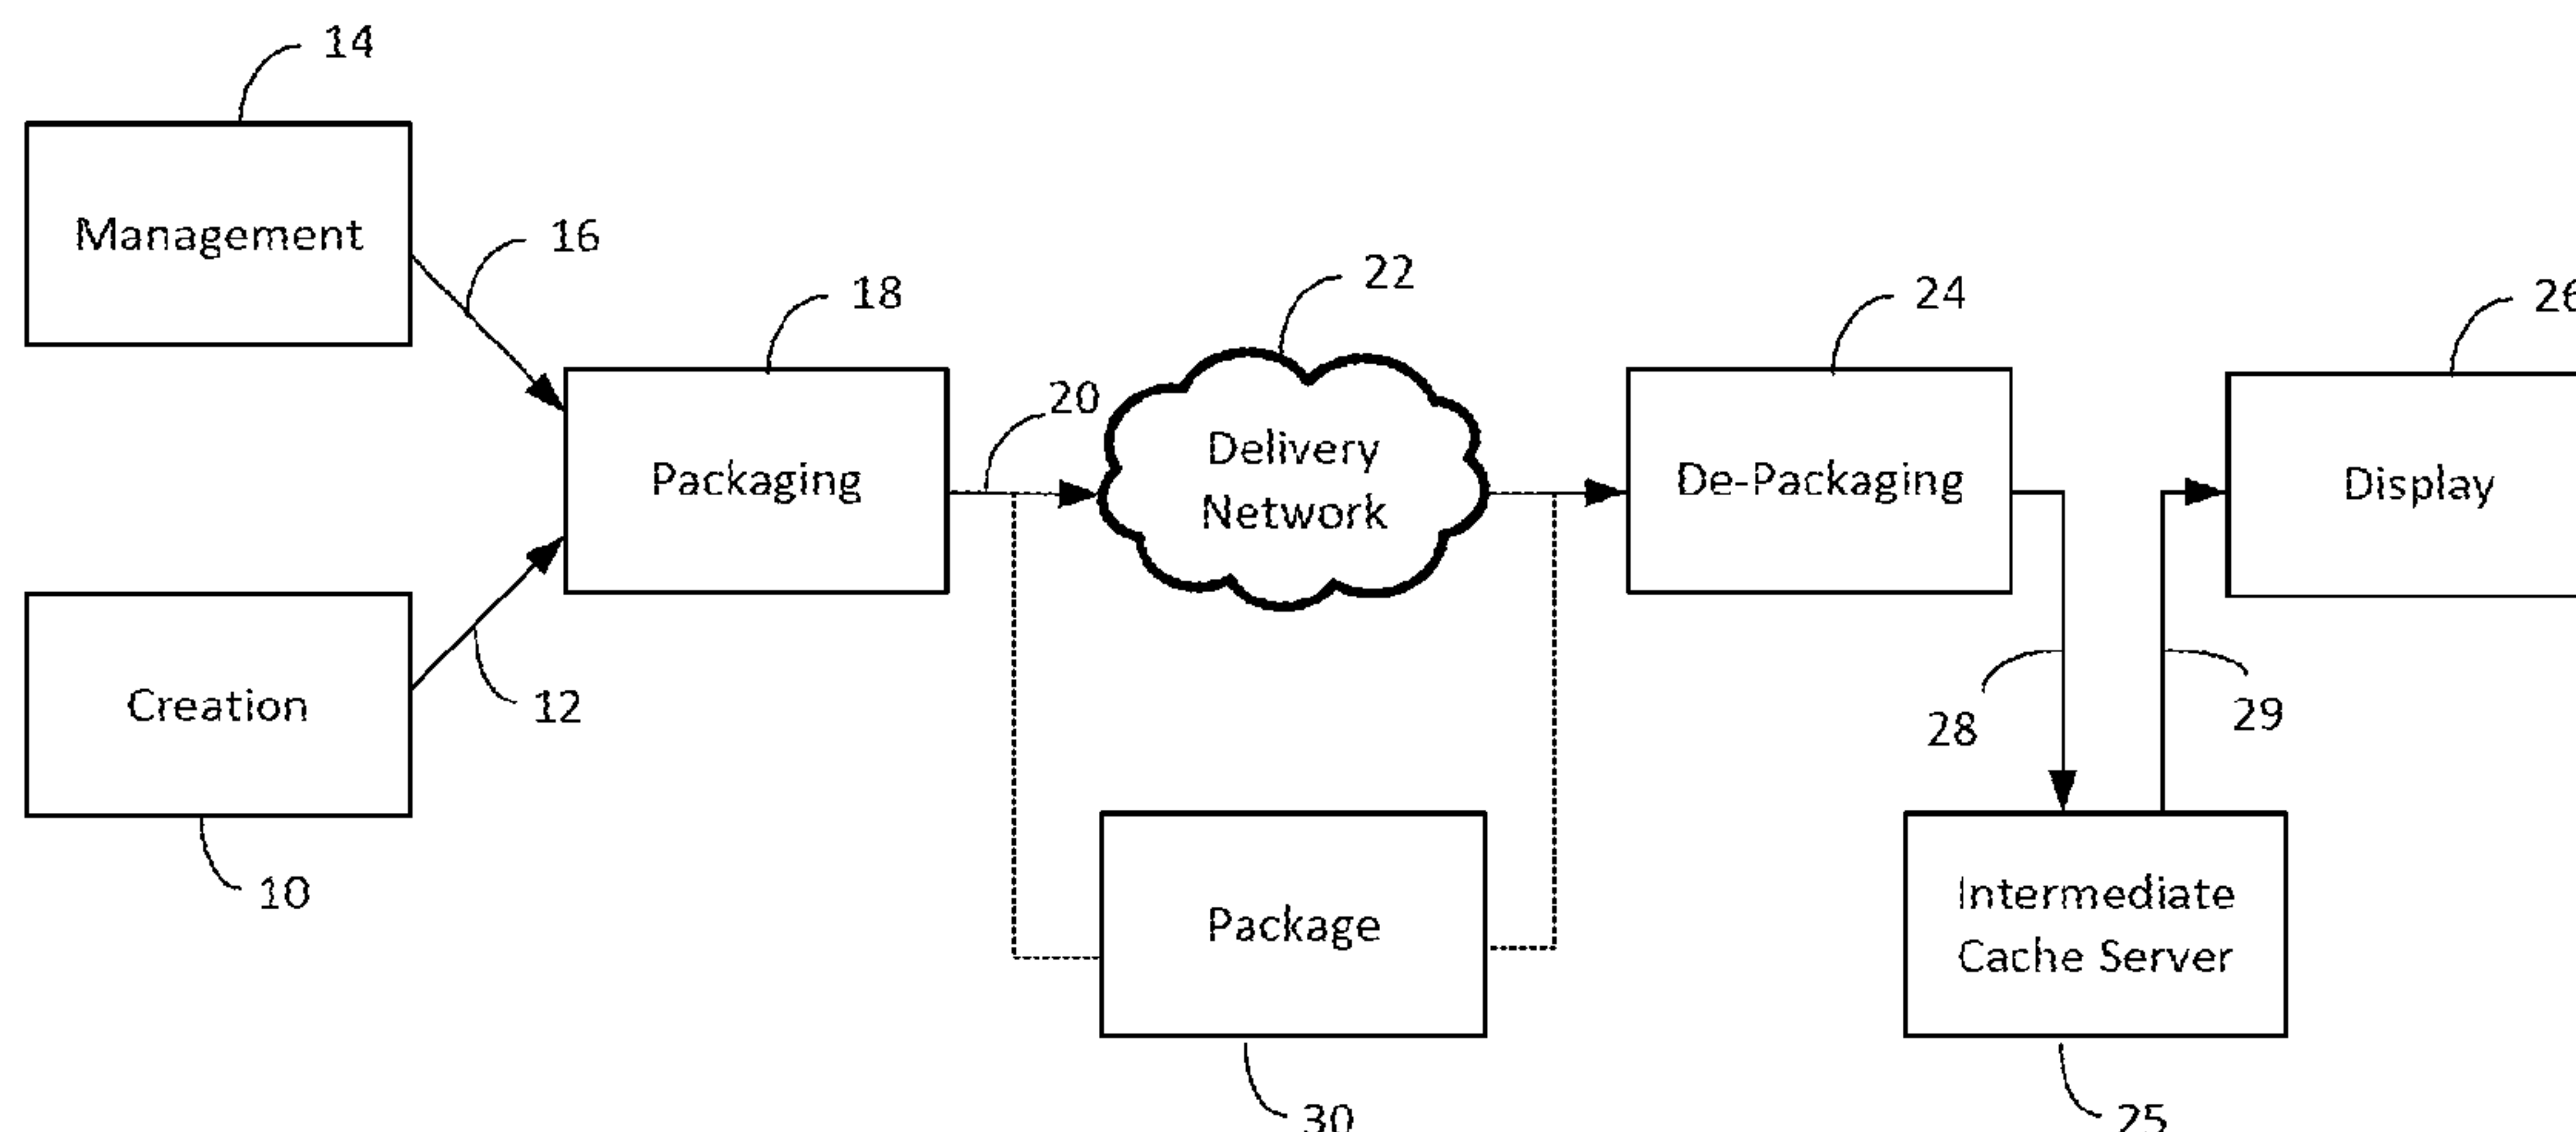 14
Management
16
18
22
24
26
20
Packaging
Delivery
Network
De-Packaging
Display
Creation
12
28
29
10
Package
Intermediate
Cache Server
30
25